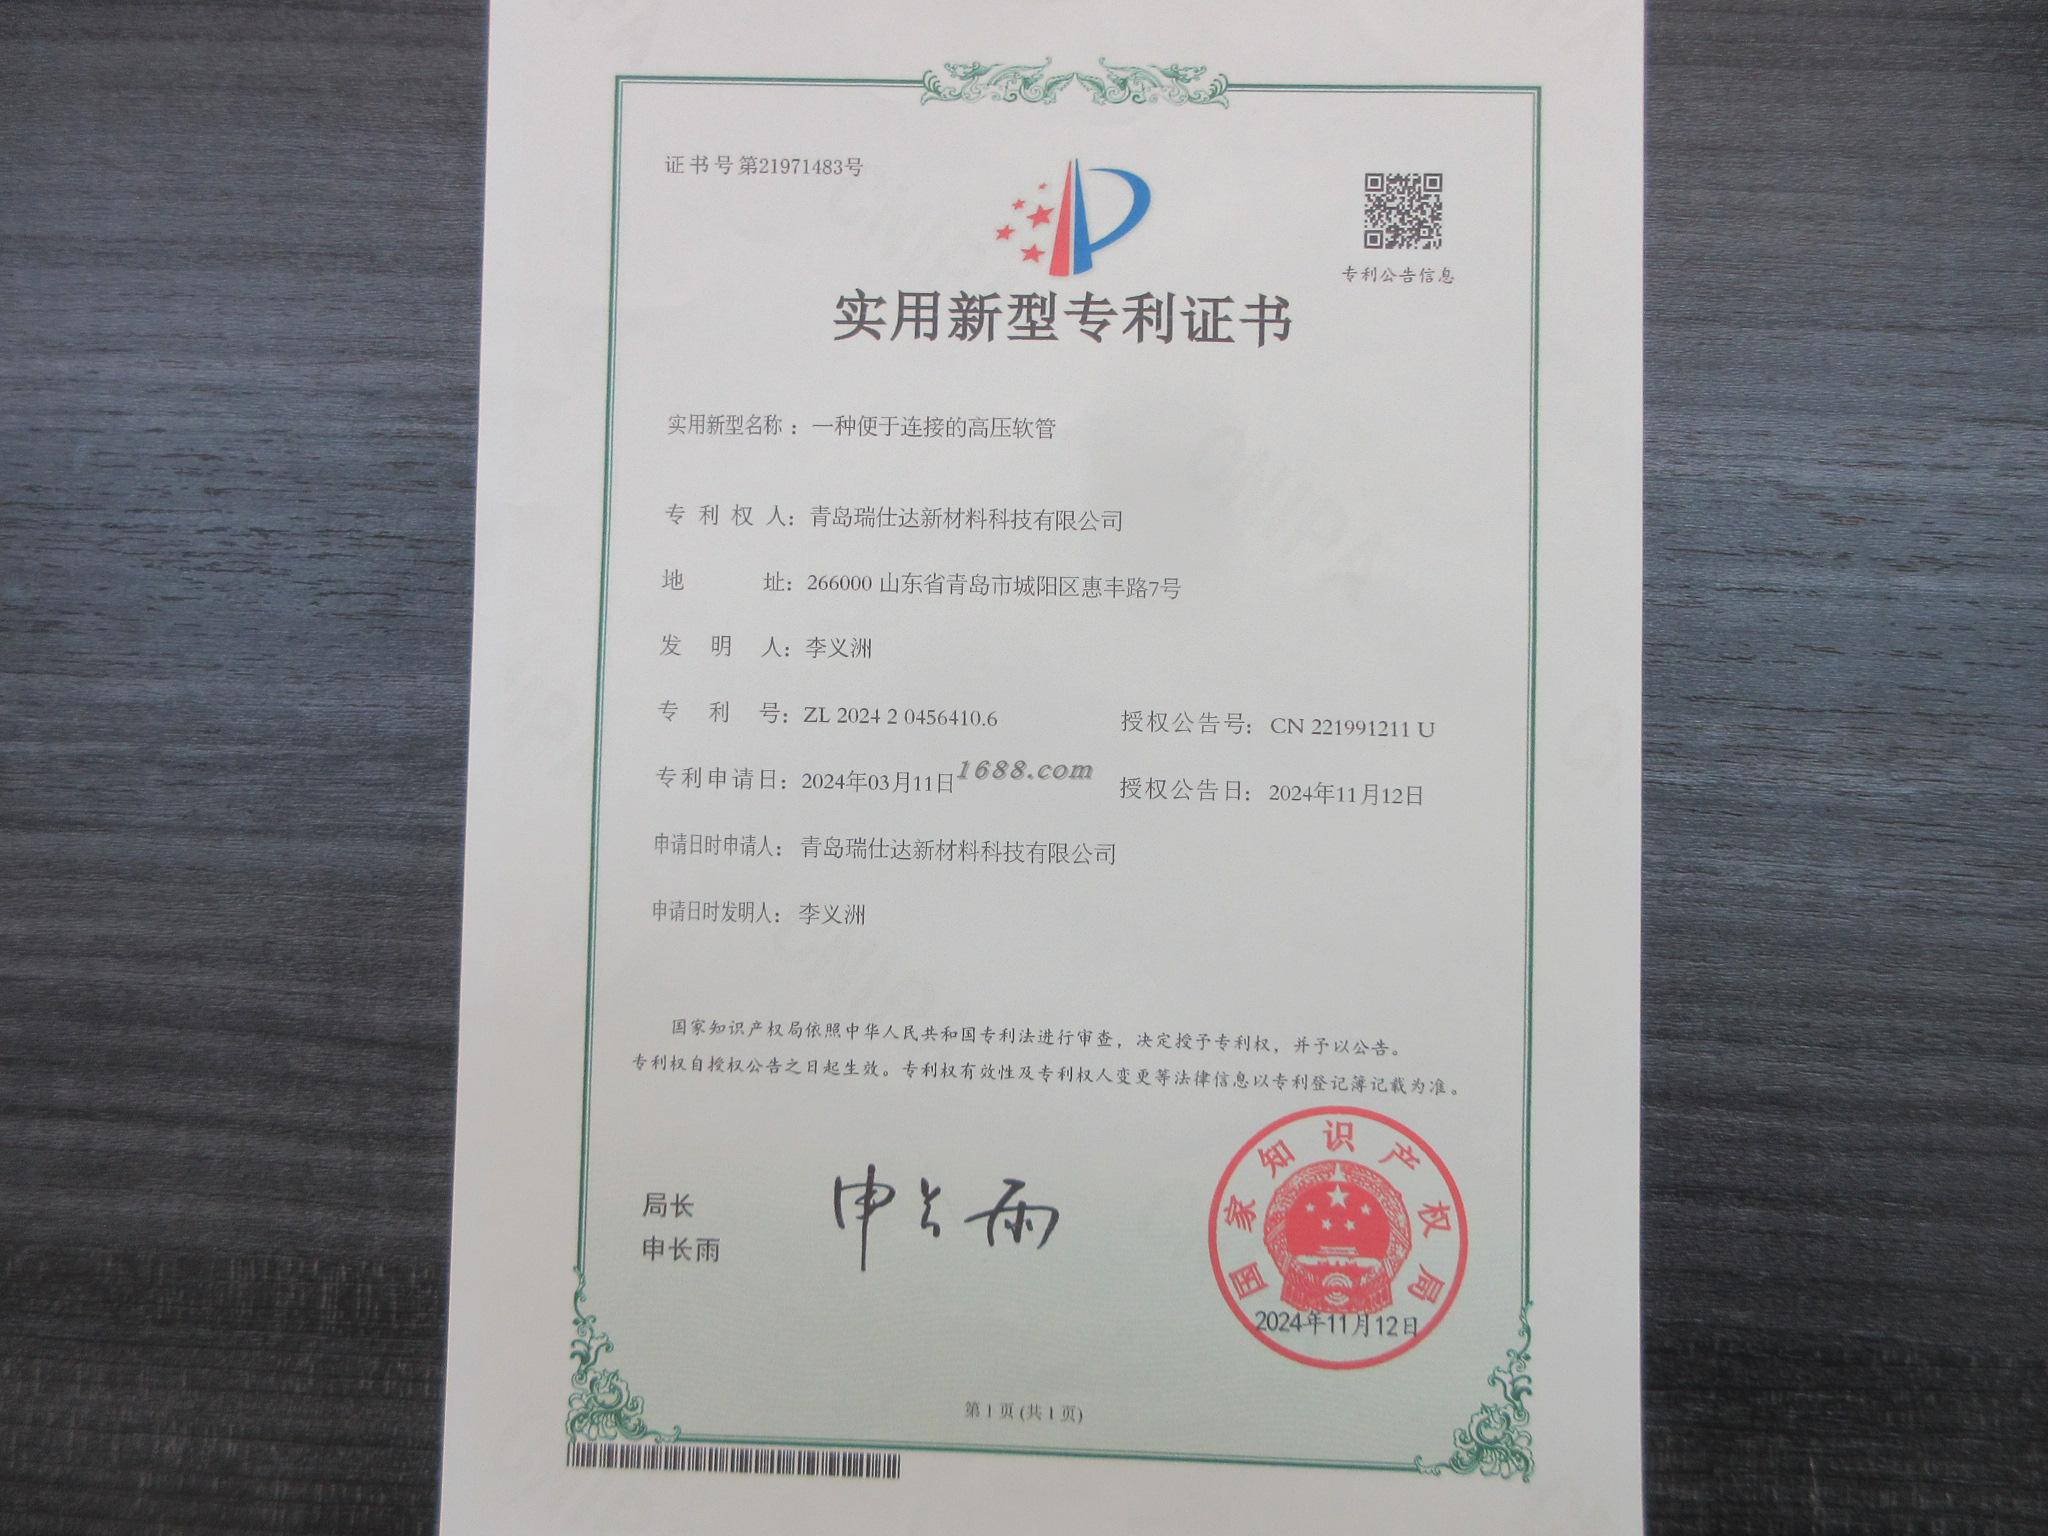 证书号第21971483号
专利公告信息
实用新型专利证书
实用新型名称：一种便于连接的高压软管
专利权人：青岛瑞仕达新材料科技有限公司
地址：266000 山东省青岛市城阳区惠丰路7号
发明人：李义洲
专利号：ZL 2024 2 0456410.6
授权公告号：CN 221991211 U
专利申请日：2024年03月11日
1688.com
授权公告日：2024年11月12日
申请日时申请人：青岛瑞仕达新材料科技有限公司
申请日时发明人：李义洲
国家知识产权局依照中华人民共和国专利法进行审查，决定授予专利权，并予以公告。
专利权自授权公告之日起生效。专利权有效性及专利权人变更等法律信息以专利登记簿记载为准。
局长
申长雨
申长雨
国家知识产权局
2024年11月12日
第1页(共1页)